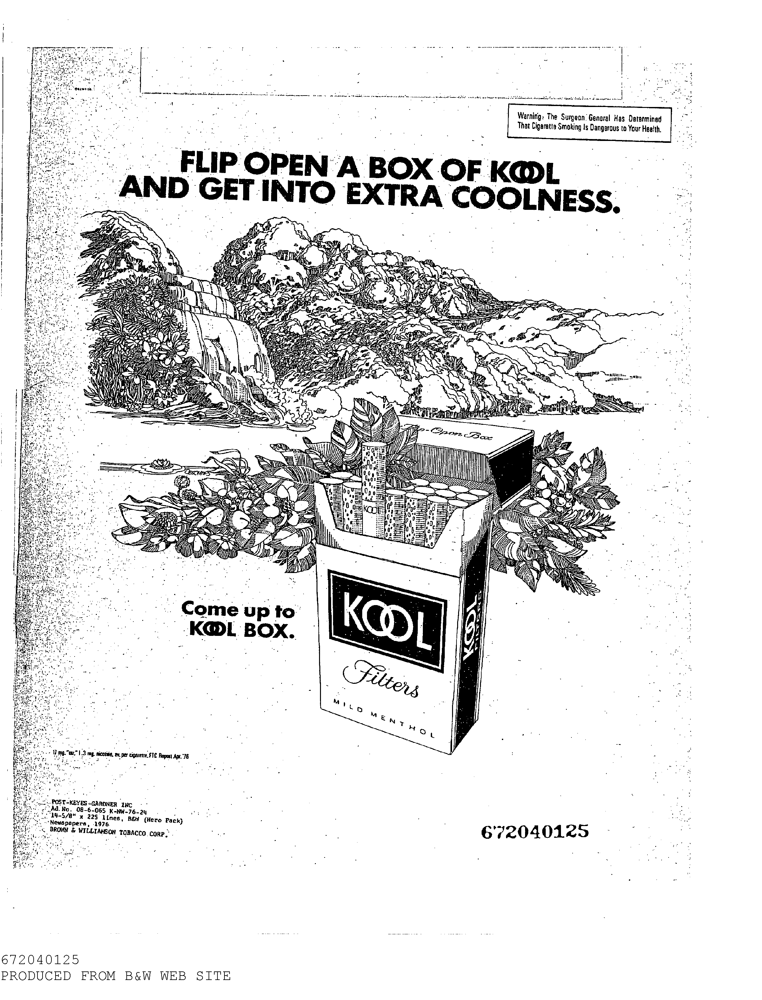 Warning: The Surgeon General Has Determined
That Cigarette Smoking Is Dangerous to Your Health.
FLIP OPEN A BOX OF KOOL
AND GET INTO EXTRA COOLNESS.
-Open Box
KOOL
KOOL
KOOL
Filters
MILD MENTHOL
Come up to
KOOL BOX.
mg. "tar," 1.3 mg. nicotine, av. per cigarette, FTC Report Apr. '76
POST-KEYES-GARDNER INC
Ad No. 08-6-065 K-NW-76-24
14-5/8" x 225 lines, B&W (Hero Pack)
Newspapers, 1976
BROWN & WILLIAMSON TOBACCO CORP.
672040125
672040125
PRODUCED FROM B&W WEB SITE